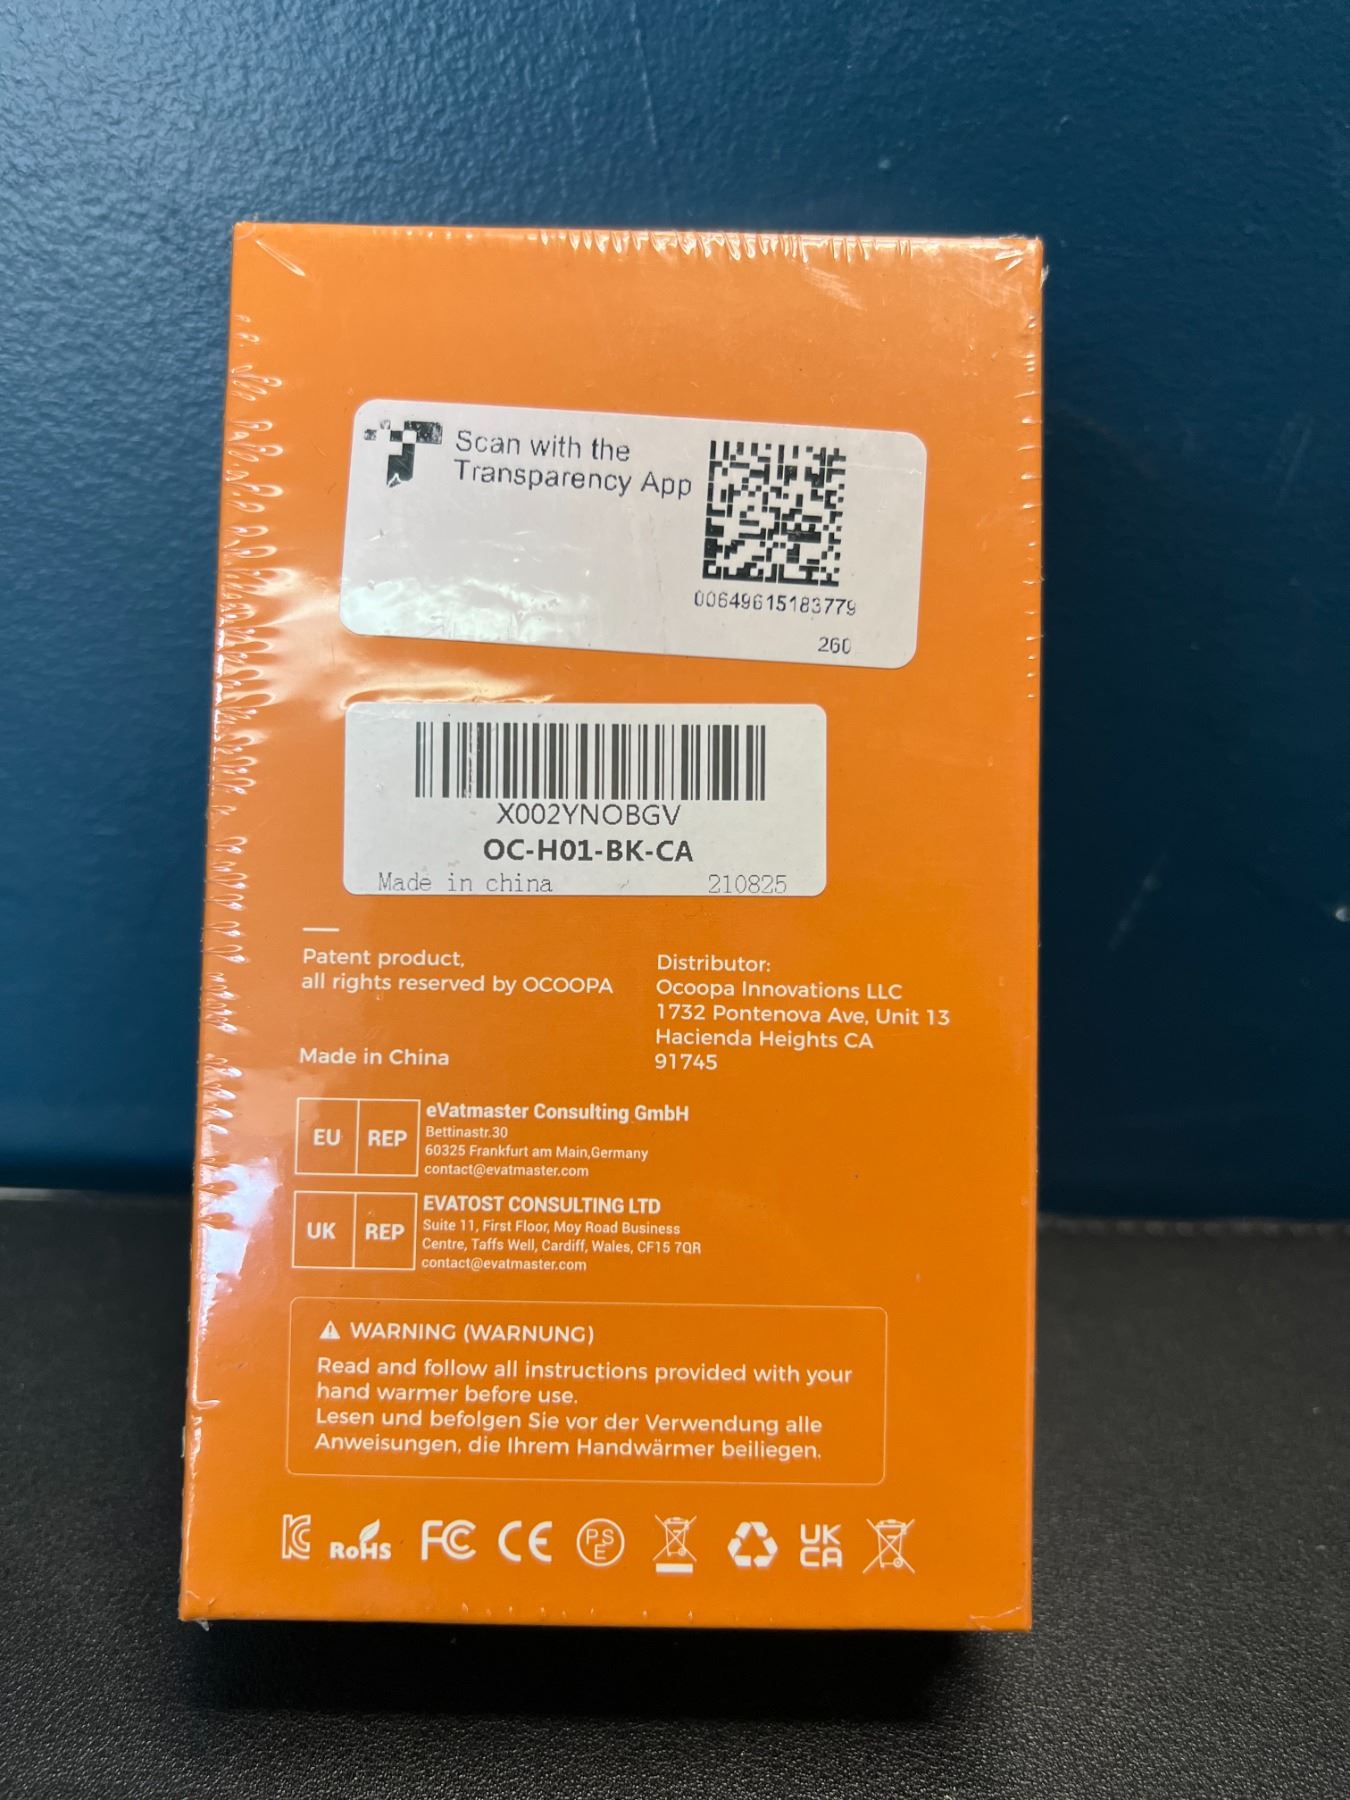 Scan with the
Transparency App
00649615183779
260
X002YNOBGV
OC-H01-BK-CA
Made in china 210825
Patent product,
all rights reserved by OCOOPA
Made in China
Distributor:
Ocoopa Innovations LLC
1732 Pontenova Ave, Unit 13
Hacienda Heights CA
91745
EU REP
eVatmaster Consulting GmbH
Bettinastr.30
60325 Frankfurt am Main,Germany
contact@evatmaster.com
UK REP
EVATOST CONSULTING LTD
Suite 11, First Floor, Moy Road Business
Centre, Taffs Well, Cardiff, Wales, CF15 7QR
contact@evatmaster.com
WARNING (WARNUNG)
Read and follow all instructions provided with your
hand warmer before use.
Lesen und befolgen Sie vor der Verwendung alle
Anweisungen, die Ihrem Handwärmer beiliegen.
KC RoHS FC CE PSE UK
CA